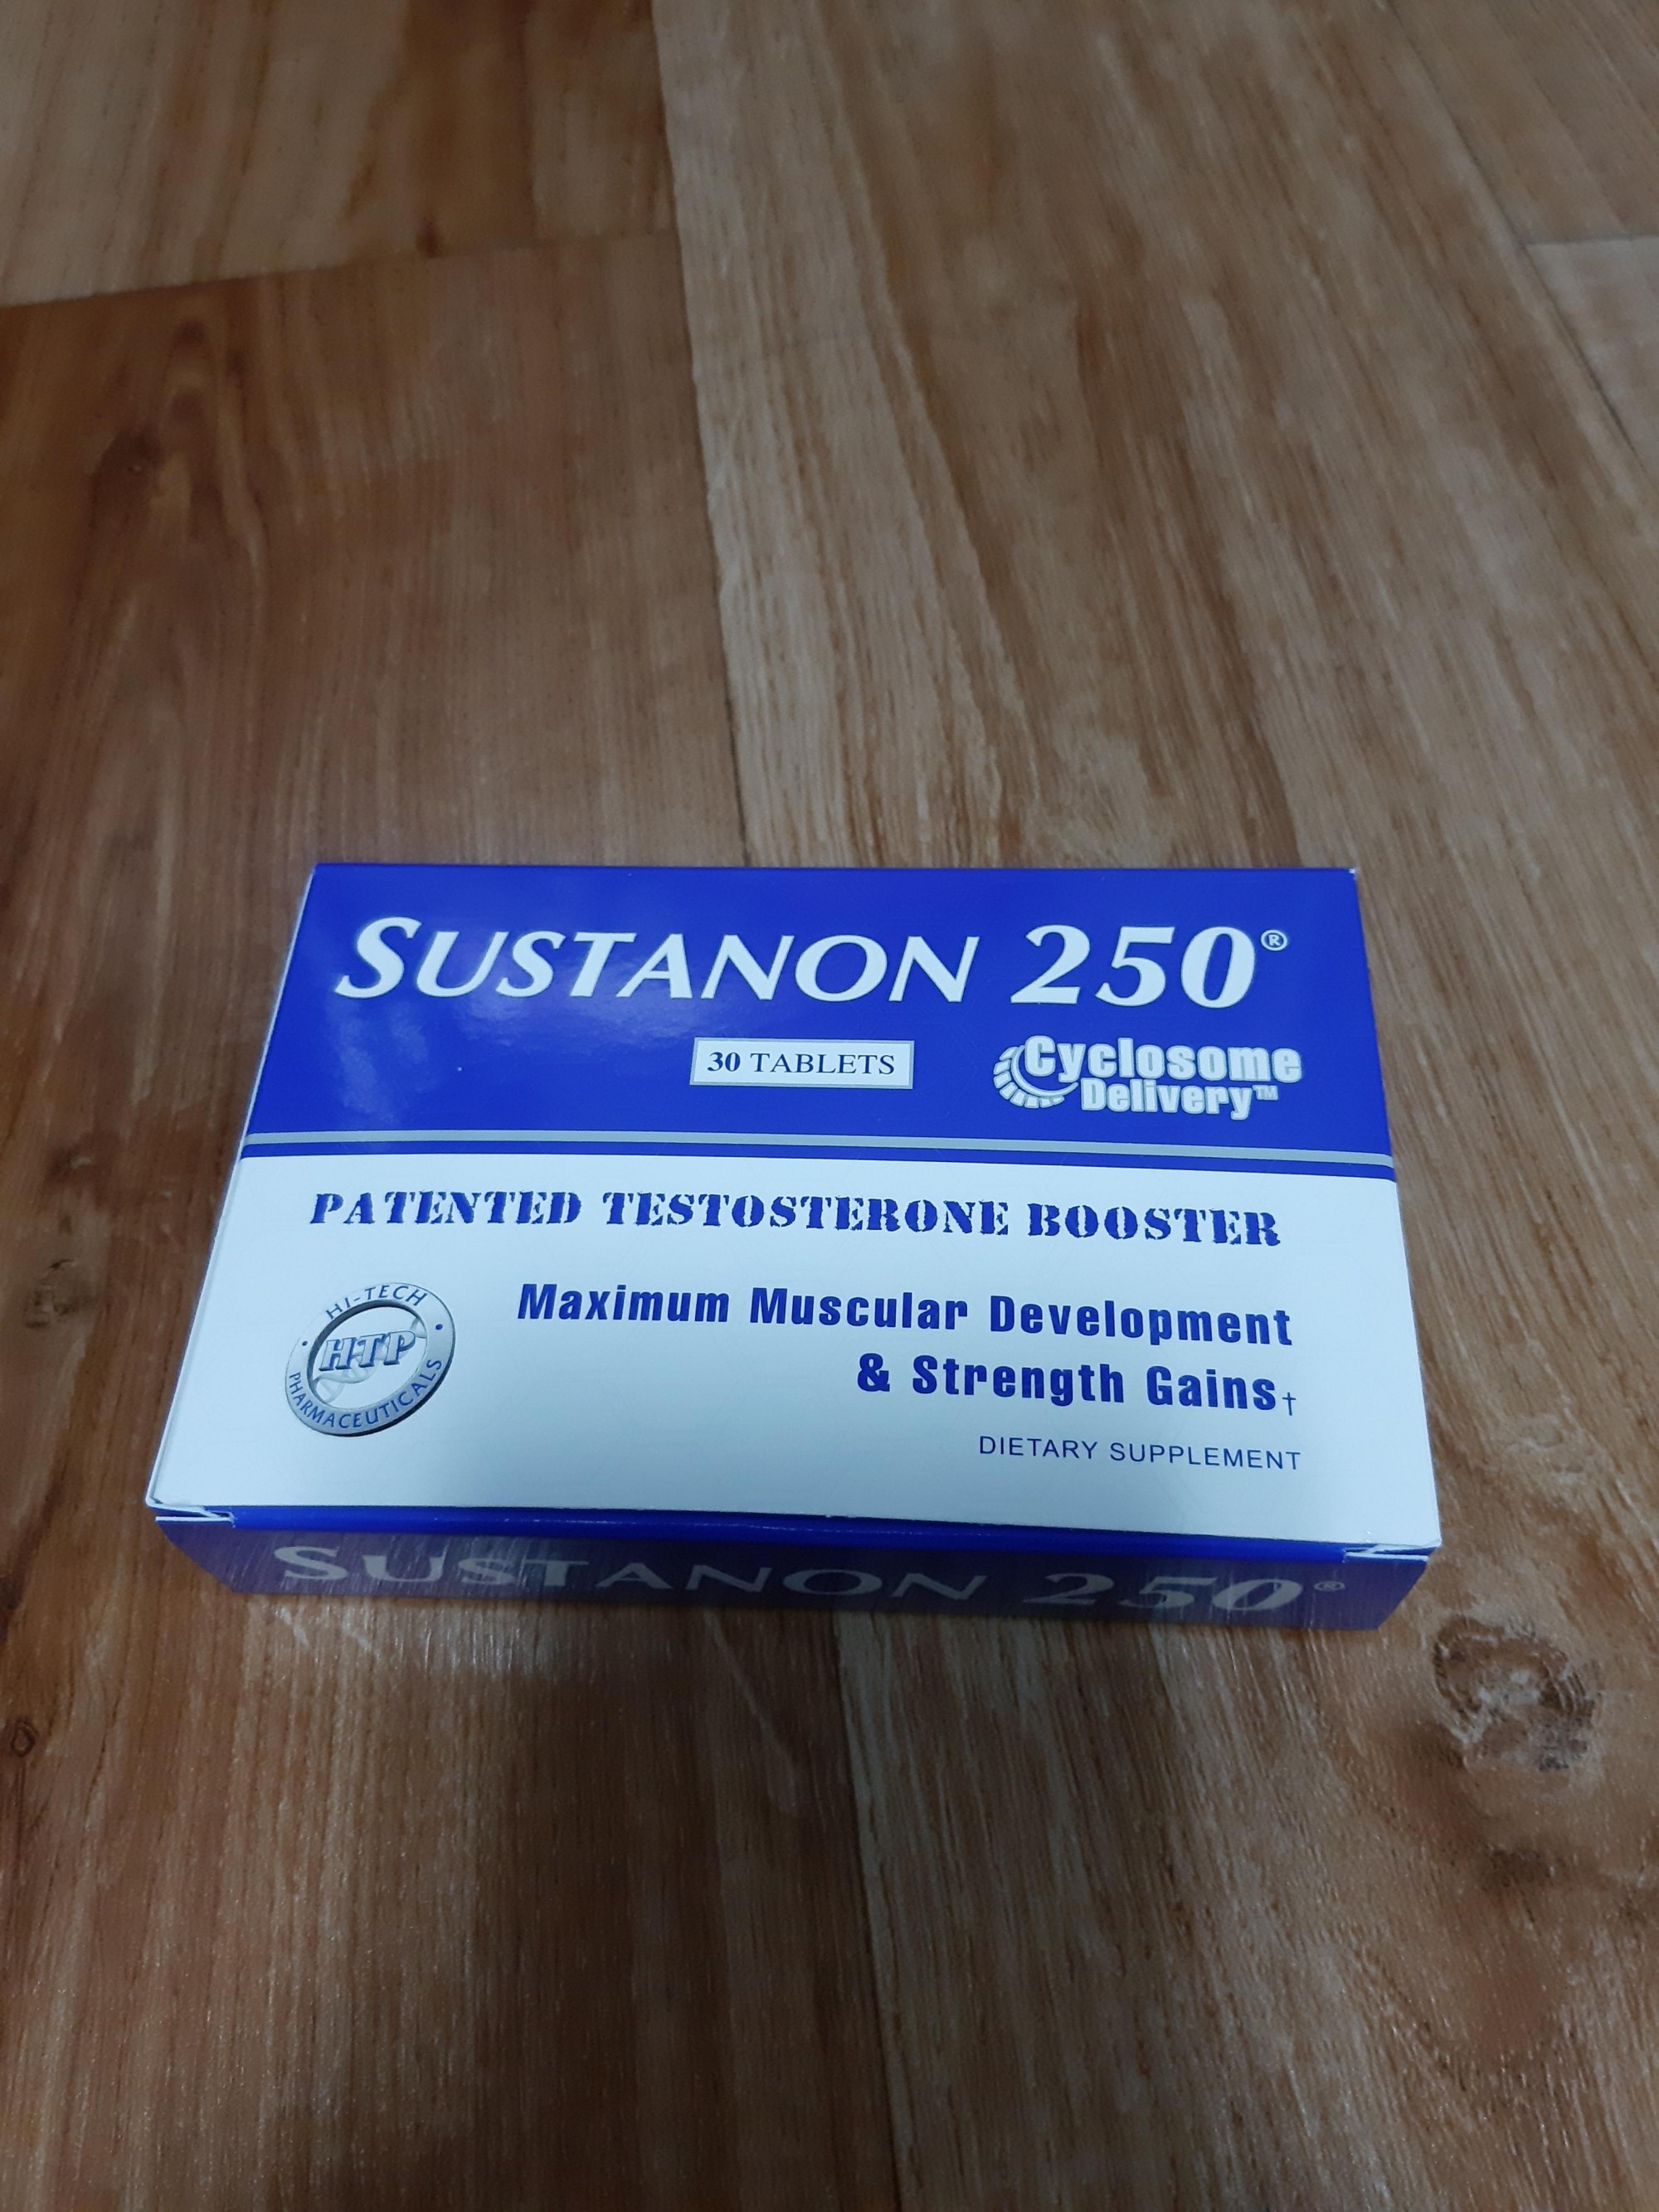 SUSTANON 250®
30 TABLETS
Cyclosome
Delivery™
PATENTED TESTOSTERONE BOOSTER
HI-TECH
HTP
PHARMACEUTICALS
Maximum Muscular Development
& Strength Gains†
DIETARY SUPPLEMENT
SUSTANON 250®